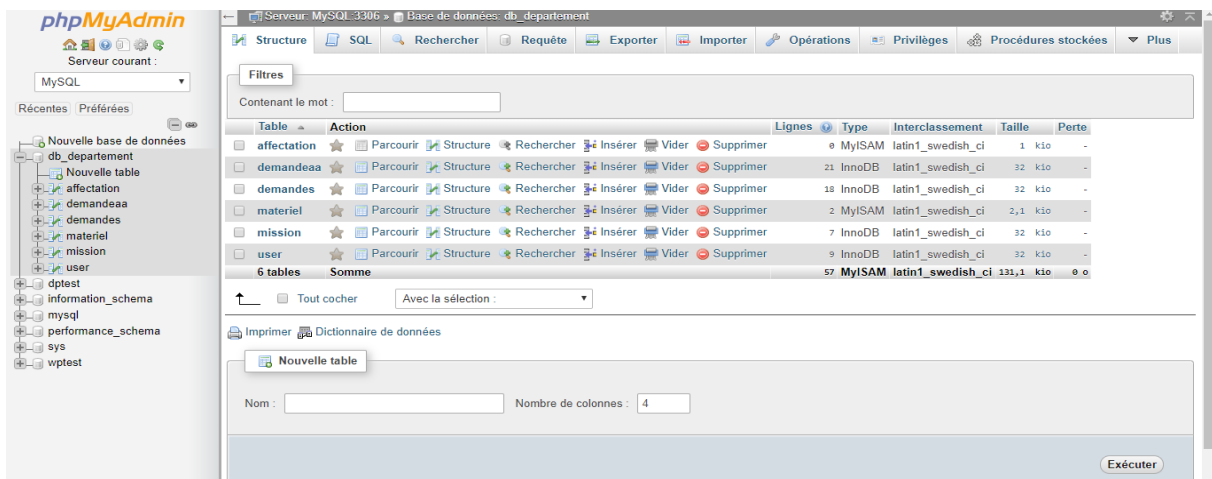 phpMyAdmin
Serveur courant :
MySQL
Récentes Préférées
Nouvelle base de données
db_departement
Nouvelle table
affectation
demandeaa
demandes
materiel
mission
user
dptest
information_schema
mysql
performance_schema
sys
wptest
Serveur: MySQL:3306 » Base de données: db_departement
Structure SQL Rechercher Requête Exporter Importer Opérations Privilèges Procédures stockées Plus
Filtres
Contenant le mot :
Table Action Lignes Type Interclassement Taille Perte
affectation Parcourir Structure Rechercher Insérer Vider Supprimer 0 MyISAM latin1_swedish_ci 1 kio -
demandeaa Parcourir Structure Rechercher Insérer Vider Supprimer 21 InnoDB latin1_swedish_ci 32 kio -
demandes Parcourir Structure Rechercher Insérer Vider Supprimer 18 InnoDB latin1_swedish_ci 32 kio -
materiel Parcourir Structure Rechercher Insérer Vider Supprimer 2 MyISAM latin1_swedish_ci 2,1 kio -
mission Parcourir Structure Rechercher Insérer Vider Supprimer 7 InnoDB latin1_swedish_ci 32 kio -
user Parcourir Structure Rechercher Insérer Vider Supprimer 9 InnoDB latin1_swedish_ci 32 kio -
6 tables Somme 57 MyISAM latin1_swedish_ci 131,1 kio 0 o
Tout cocher Avec la sélection :
Imprimer Dictionnaire de données
Nouvelle table
Nom : Nombre de colonnes : 4
Exécuter